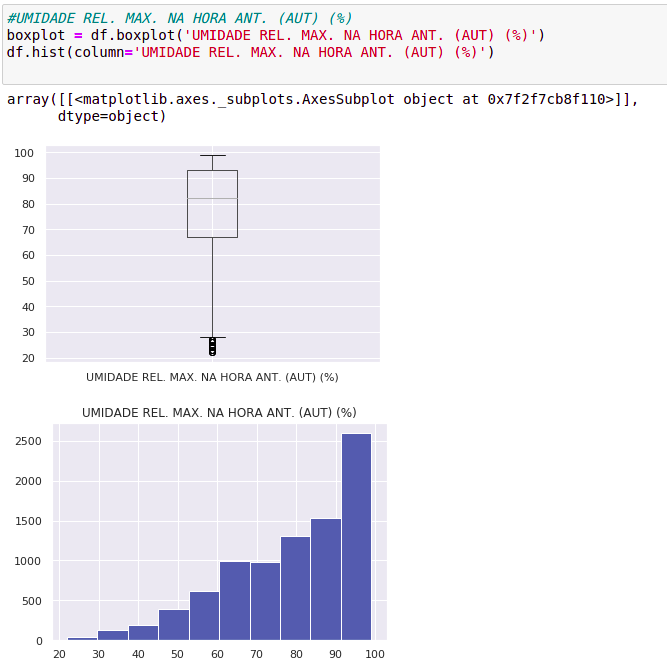 #UMIDADE REL. MAX. NA HORA ANT. (AUT) (%)
boxplot = df.boxplot('UMIDADE REL. MAX. NA HORA ANT. (AUT) (%)')
df.hist(column='UMIDADE REL. MAX. NA HORA ANT. (AUT) (%)')
array([[<matplotlib.axes._subplots.AxesSubplot object at 0x7f2f7cb8f110>]],
dtype=object)
100
90
80
70
60
50
40
30
20
UMIDADE REL. MAX. NA HORA ANT. (AUT) (%)
UMIDADE REL. MAX. NA HORA ANT. (AUT) (%)
2500
2000
1500
1000
500
0
20 30 40 50 60 70 80 90 100